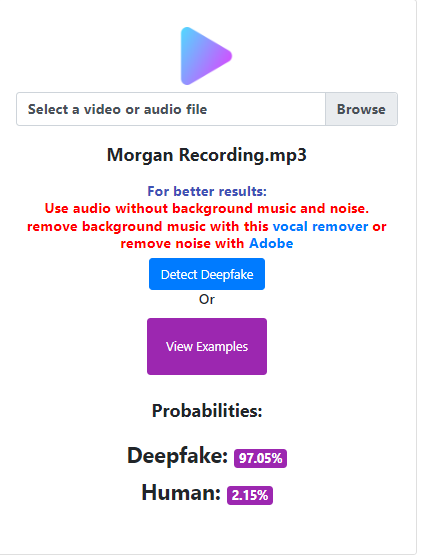 Select a video or audio file Browse
Morgan Recording.mp3
For better results:
Use audio without background music and noise.
remove background music with this vocal remover or
remove noise with Adobe
Detect Deepfake
Or
View Examples
Probabilities:
Deepfake: 97.05%
Human: 2.15%